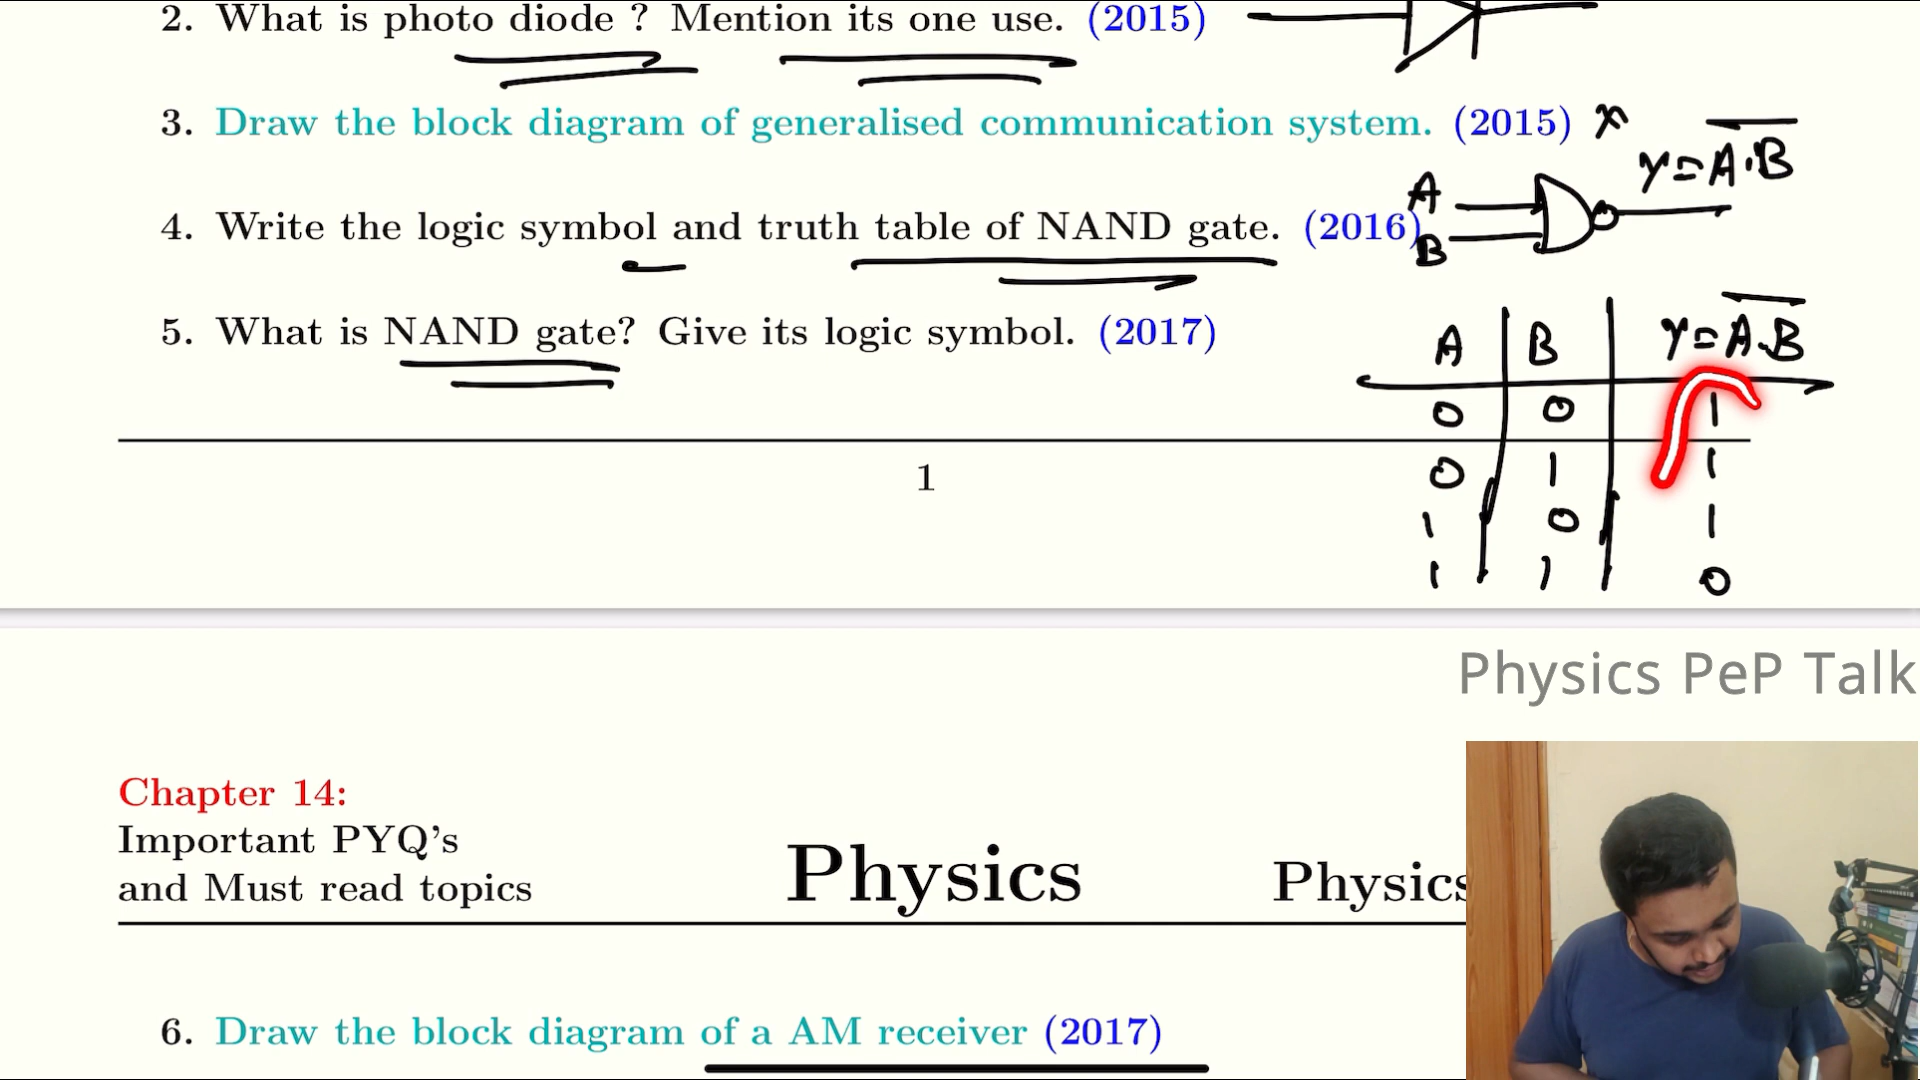 2. What is photo diode ? Mention its one use. (2015)
3. Draw the block diagram of generalised communication system. (2015) x
Y = A.B
A
4. Write the logic symbol and truth table of NAND gate. (2016)
B
5. What is NAND gate? Give its logic symbol. (2017)
A B Y = A.B
0 0 1
0 1 1
1 0 1
1 1 0
1
Physics PeP Talk
Chapter 14:
Important PYQ's
and Must read topics
Physics
Physics
6. Draw the block diagram of a AM receiver (2017)